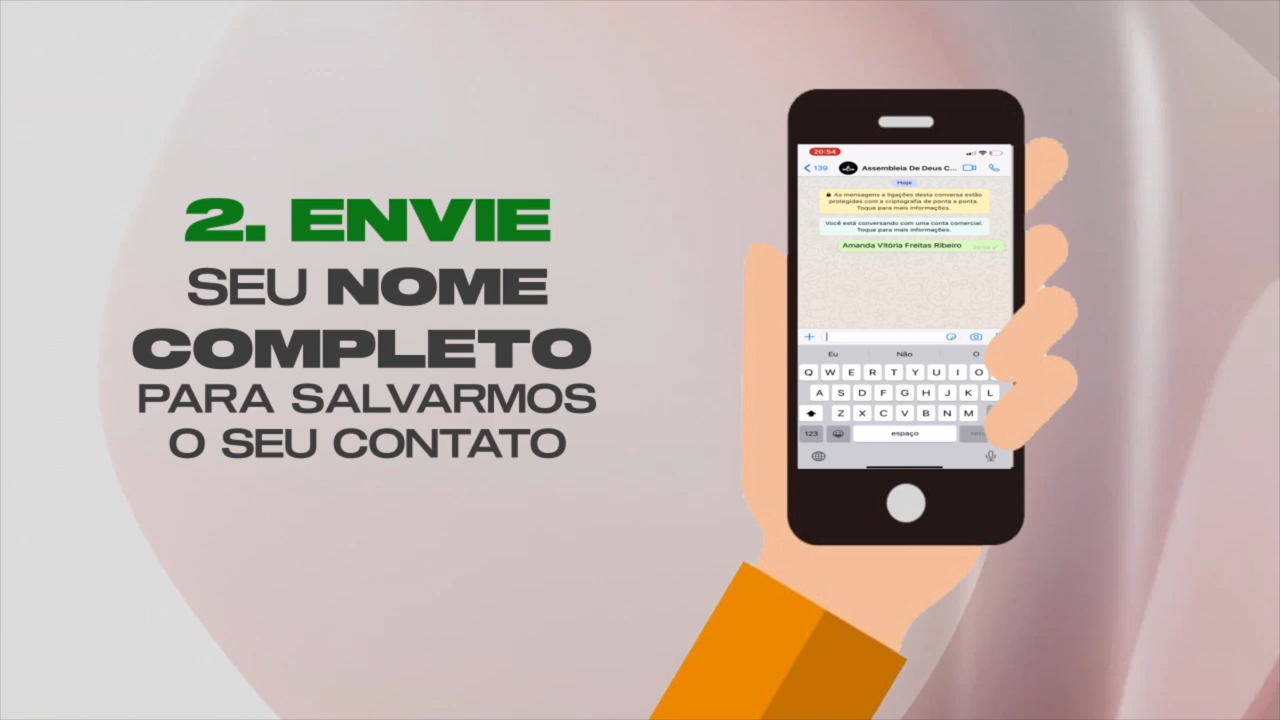 2. ENVIE
SEU NOME
COMPLETO
PARA SALVARMOS
O SEU CONTATO
20:54
139
Assembleia De Deus C...
Hoje
As mensagens e ligações desta conversa estão
protegidas com a criptografia de ponta a ponta.
Toque para mais informações.
Você está conversando com uma conta comercial.
Toque para mais informações.
Amanda Vitória Freitas Ribeiro
Eu Não O
Q W E R T Y U I O
A S D F G H J K L
Z X C V B N M
123 espaço